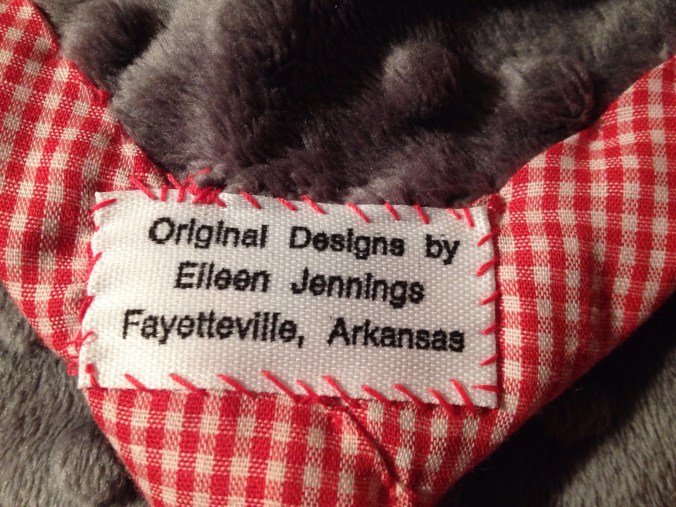 Original Designs by
Eileen Jennings
Fayetteville, Arkansas